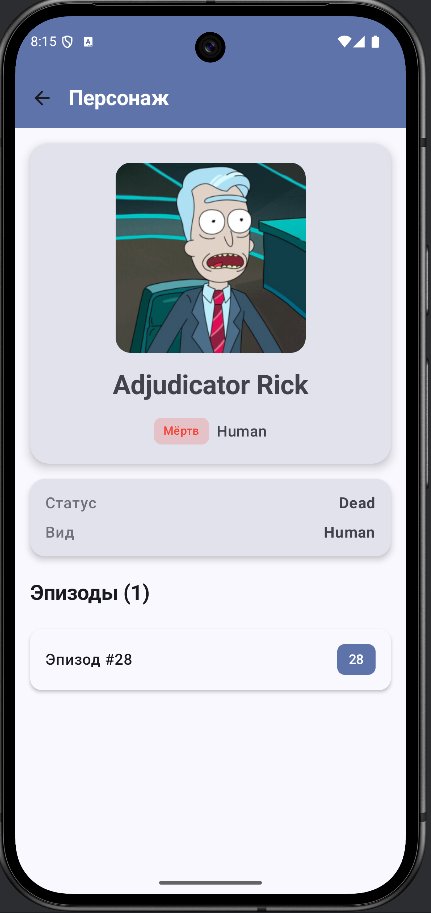 8:15
Персонаж
Adjudicator Rick
Мёртв Human
Статус Dead
Вид Human
Эпизоды (1)
Эпизод #28 28